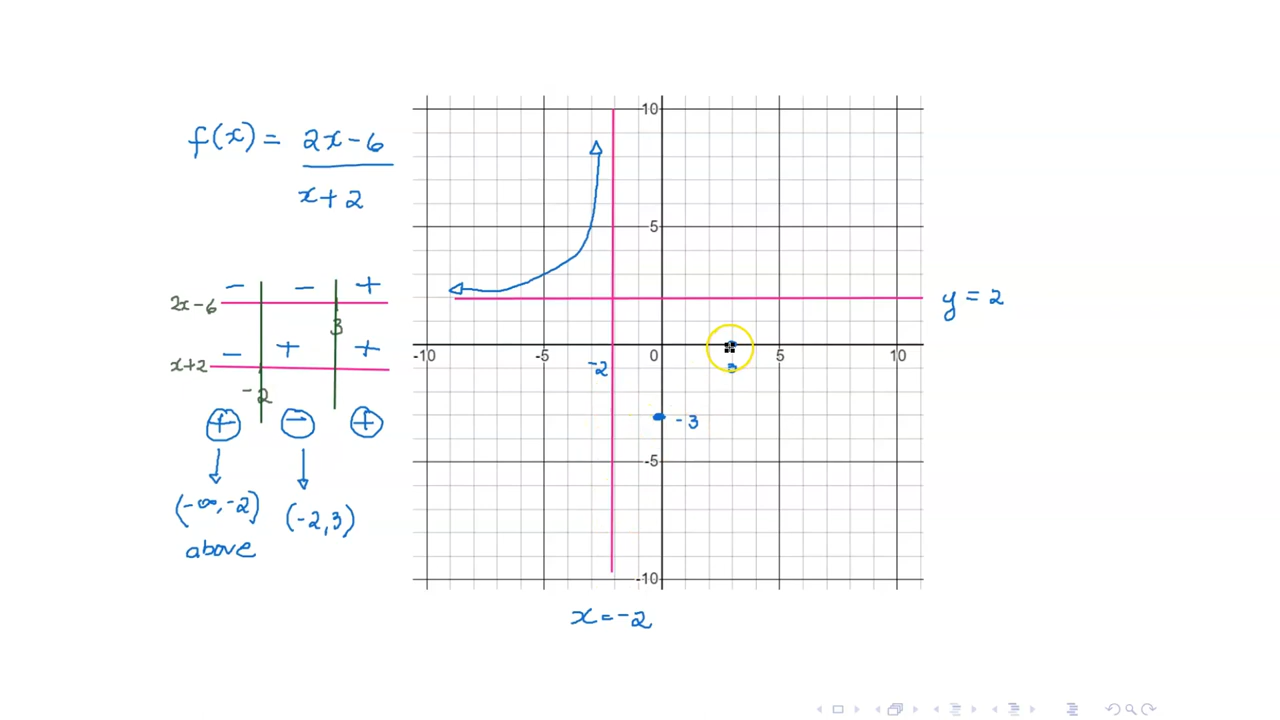 f(x) = 2x-6
x+2
- - +
2x-6
3
- + +
x+2
-2
+ - +
(-∞,-2) (-2,3)
above
10
5
-10 -5 0 5 10
-2
-3
-5
-10
y = 2
x=-2